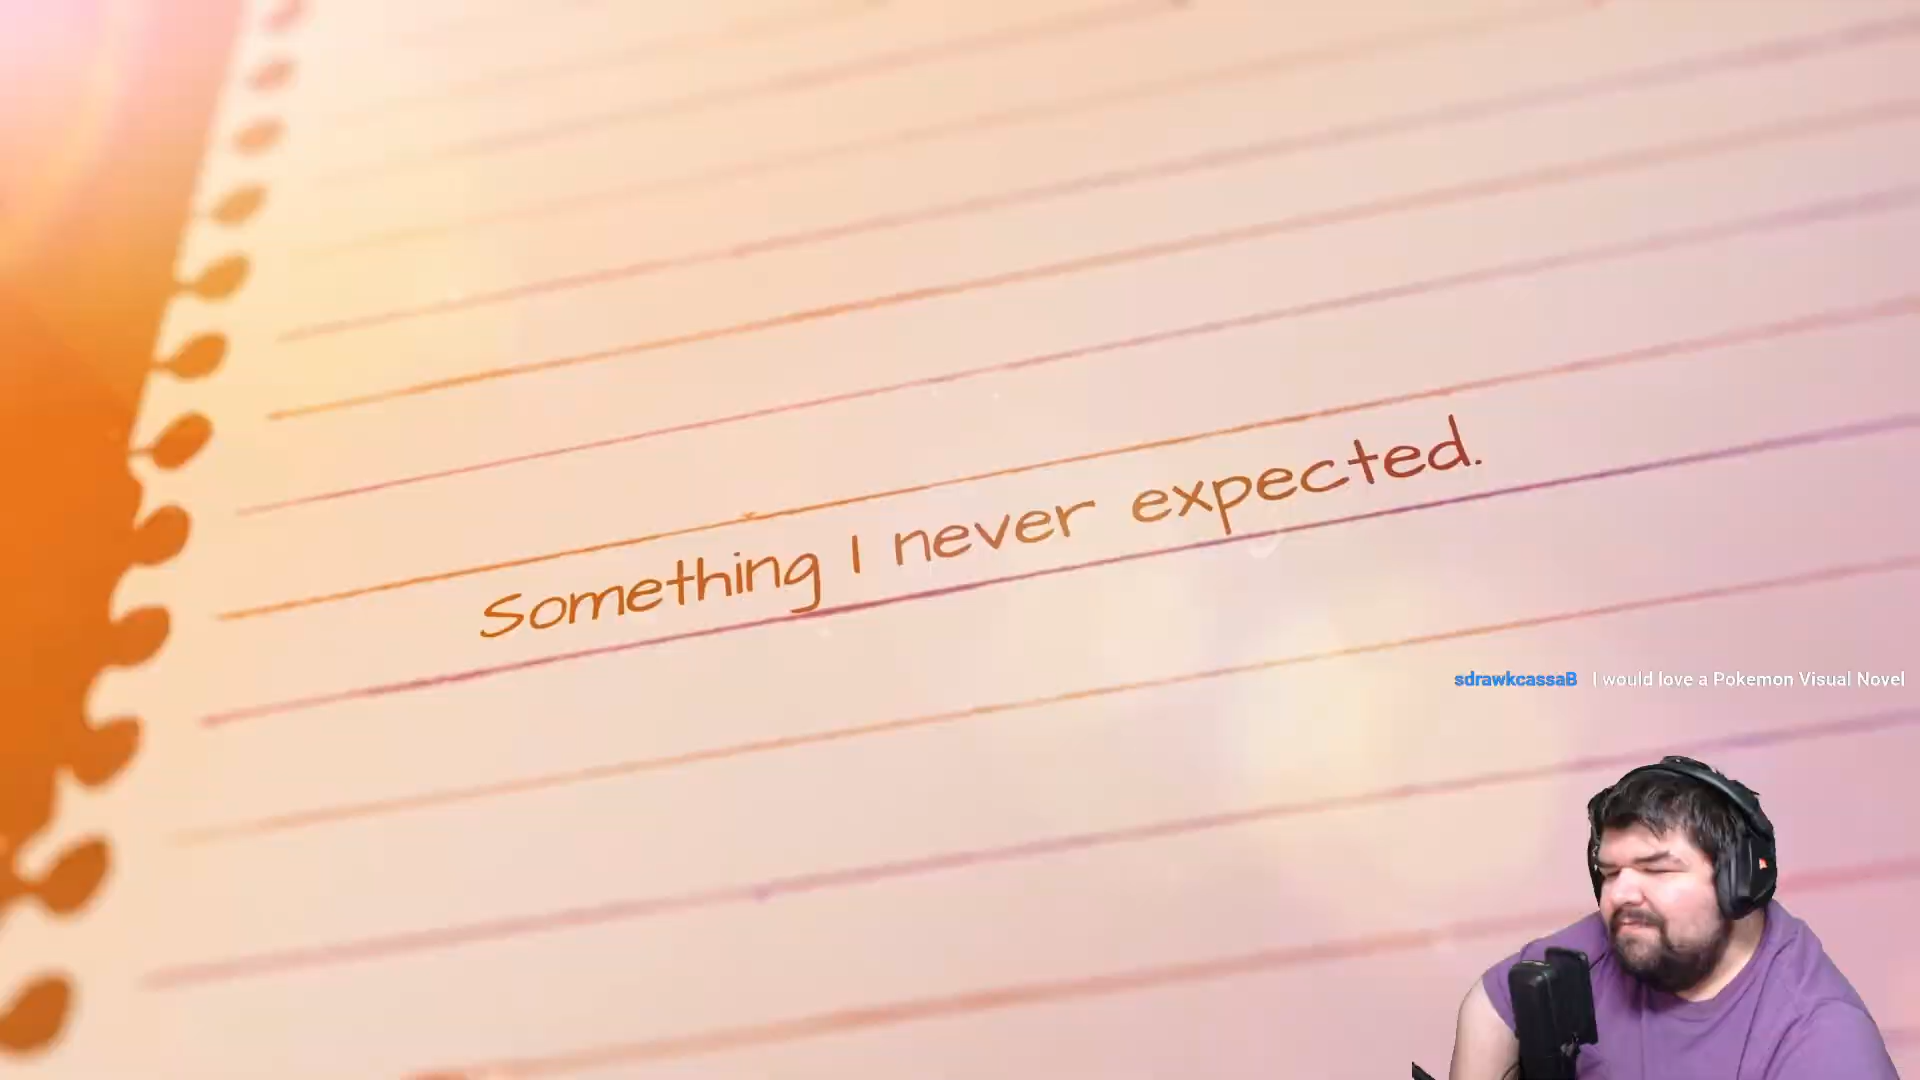 Something I never expected.
sdrawkcassaB I would love a Pokemon Visual Novel